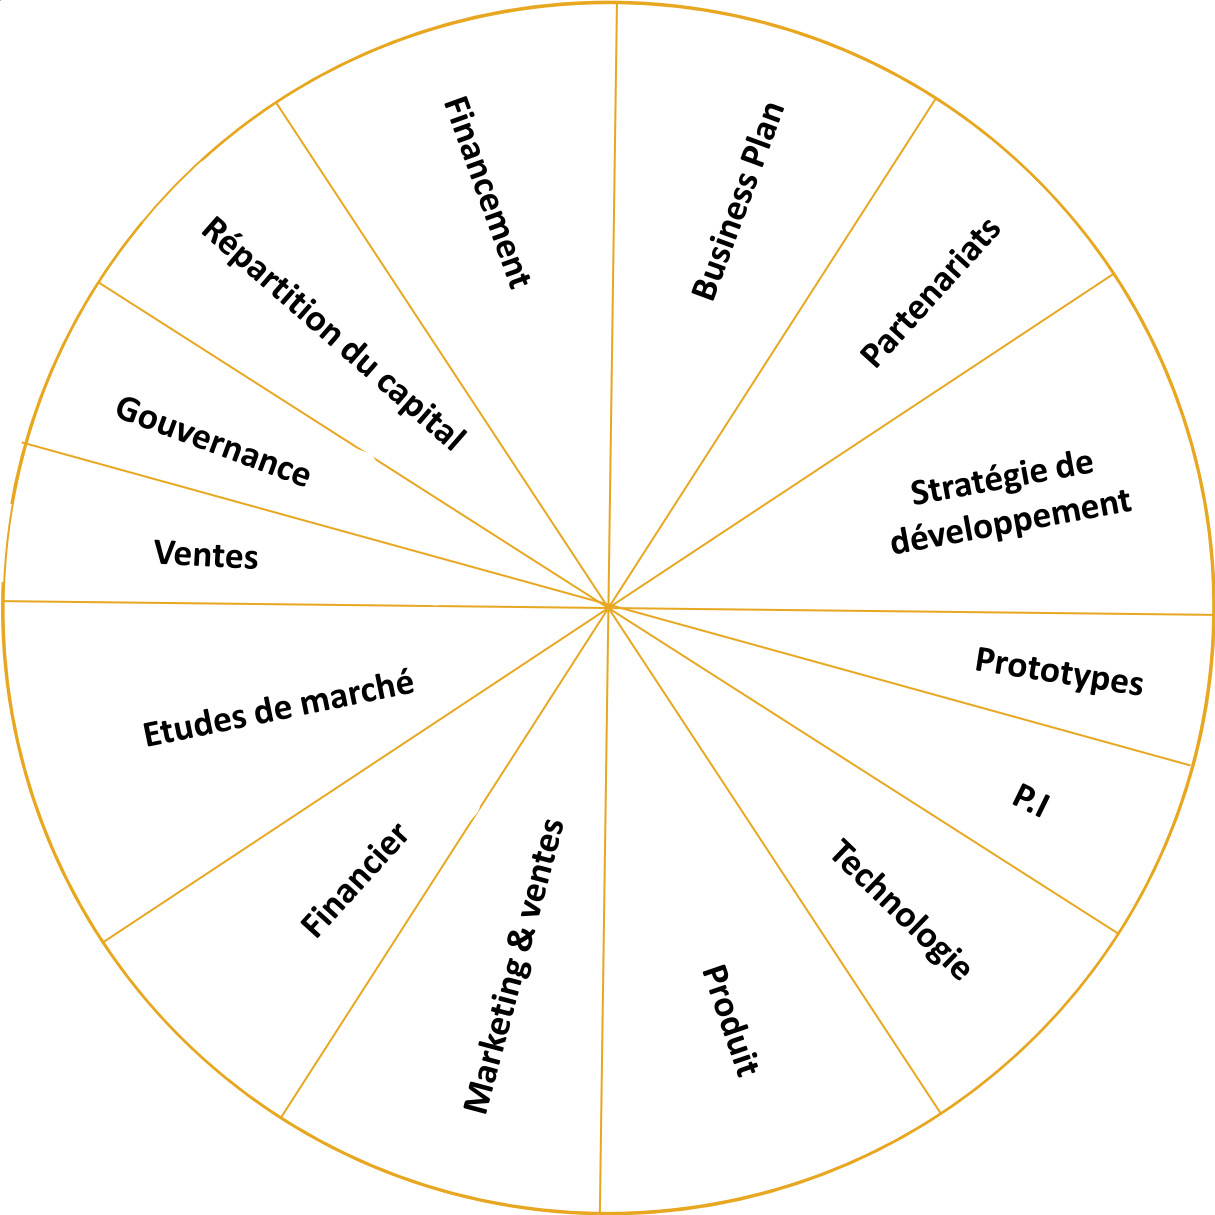 Financement
Business Plan
Partenariats
Stratégie de
développement
Prototypes
P.I
Technologie
Produit
Marketing & ventes
Financier
Etudes de marché
Ventes
Gouvernance
Répartition du capital